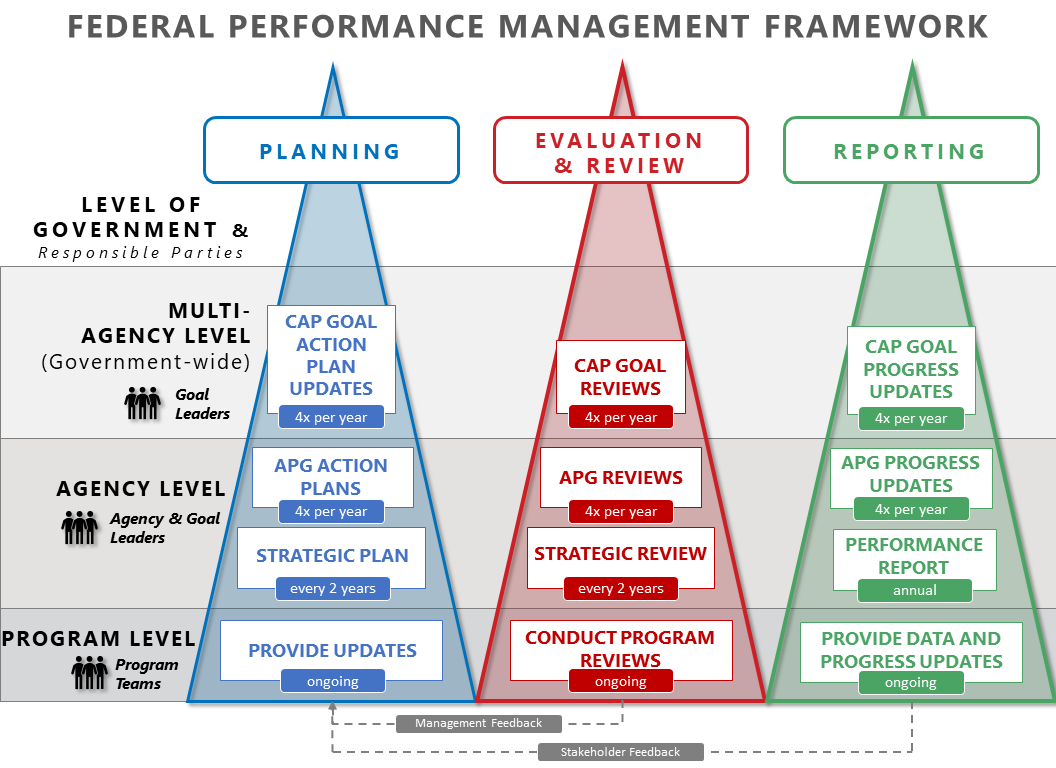 FEDERAL PERFORMANCE MANAGEMENT FRAMEWORK
PLANNING
EVALUATION
& REVIEW
REPORTING
LEVEL OF
GOVERNMENT &
Responsible Parties
MULTI-
AGENCY LEVEL
(Government-wide)
Goal
Leaders
CAP GOAL
ACTION
PLAN
UPDATES
4x per year
CAP GOAL
REVIEWS
4x per year
CAP GOAL
PROGRESS
UPDATES
4x per year
AGENCY LEVEL
Agency & Goal
Leaders
APG ACTION
PLANS
4x per year
APG REVIEWS
4x per year
APG PROGRESS
UPDATES
4x per year
STRATEGIC PLAN
every 2 years
STRATEGIC REVIEW
every 2 years
PERFORMANCE
REPORT
annual
PROGRAM LEVEL
Program
Teams
PROVIDE UPDATES
ongoing
CONDUCT PROGRAM
REVIEWS
ongoing
PROVIDE DATA AND
PROGRESS UPDATES
ongoing
Management Feedback
Stakeholder Feedback